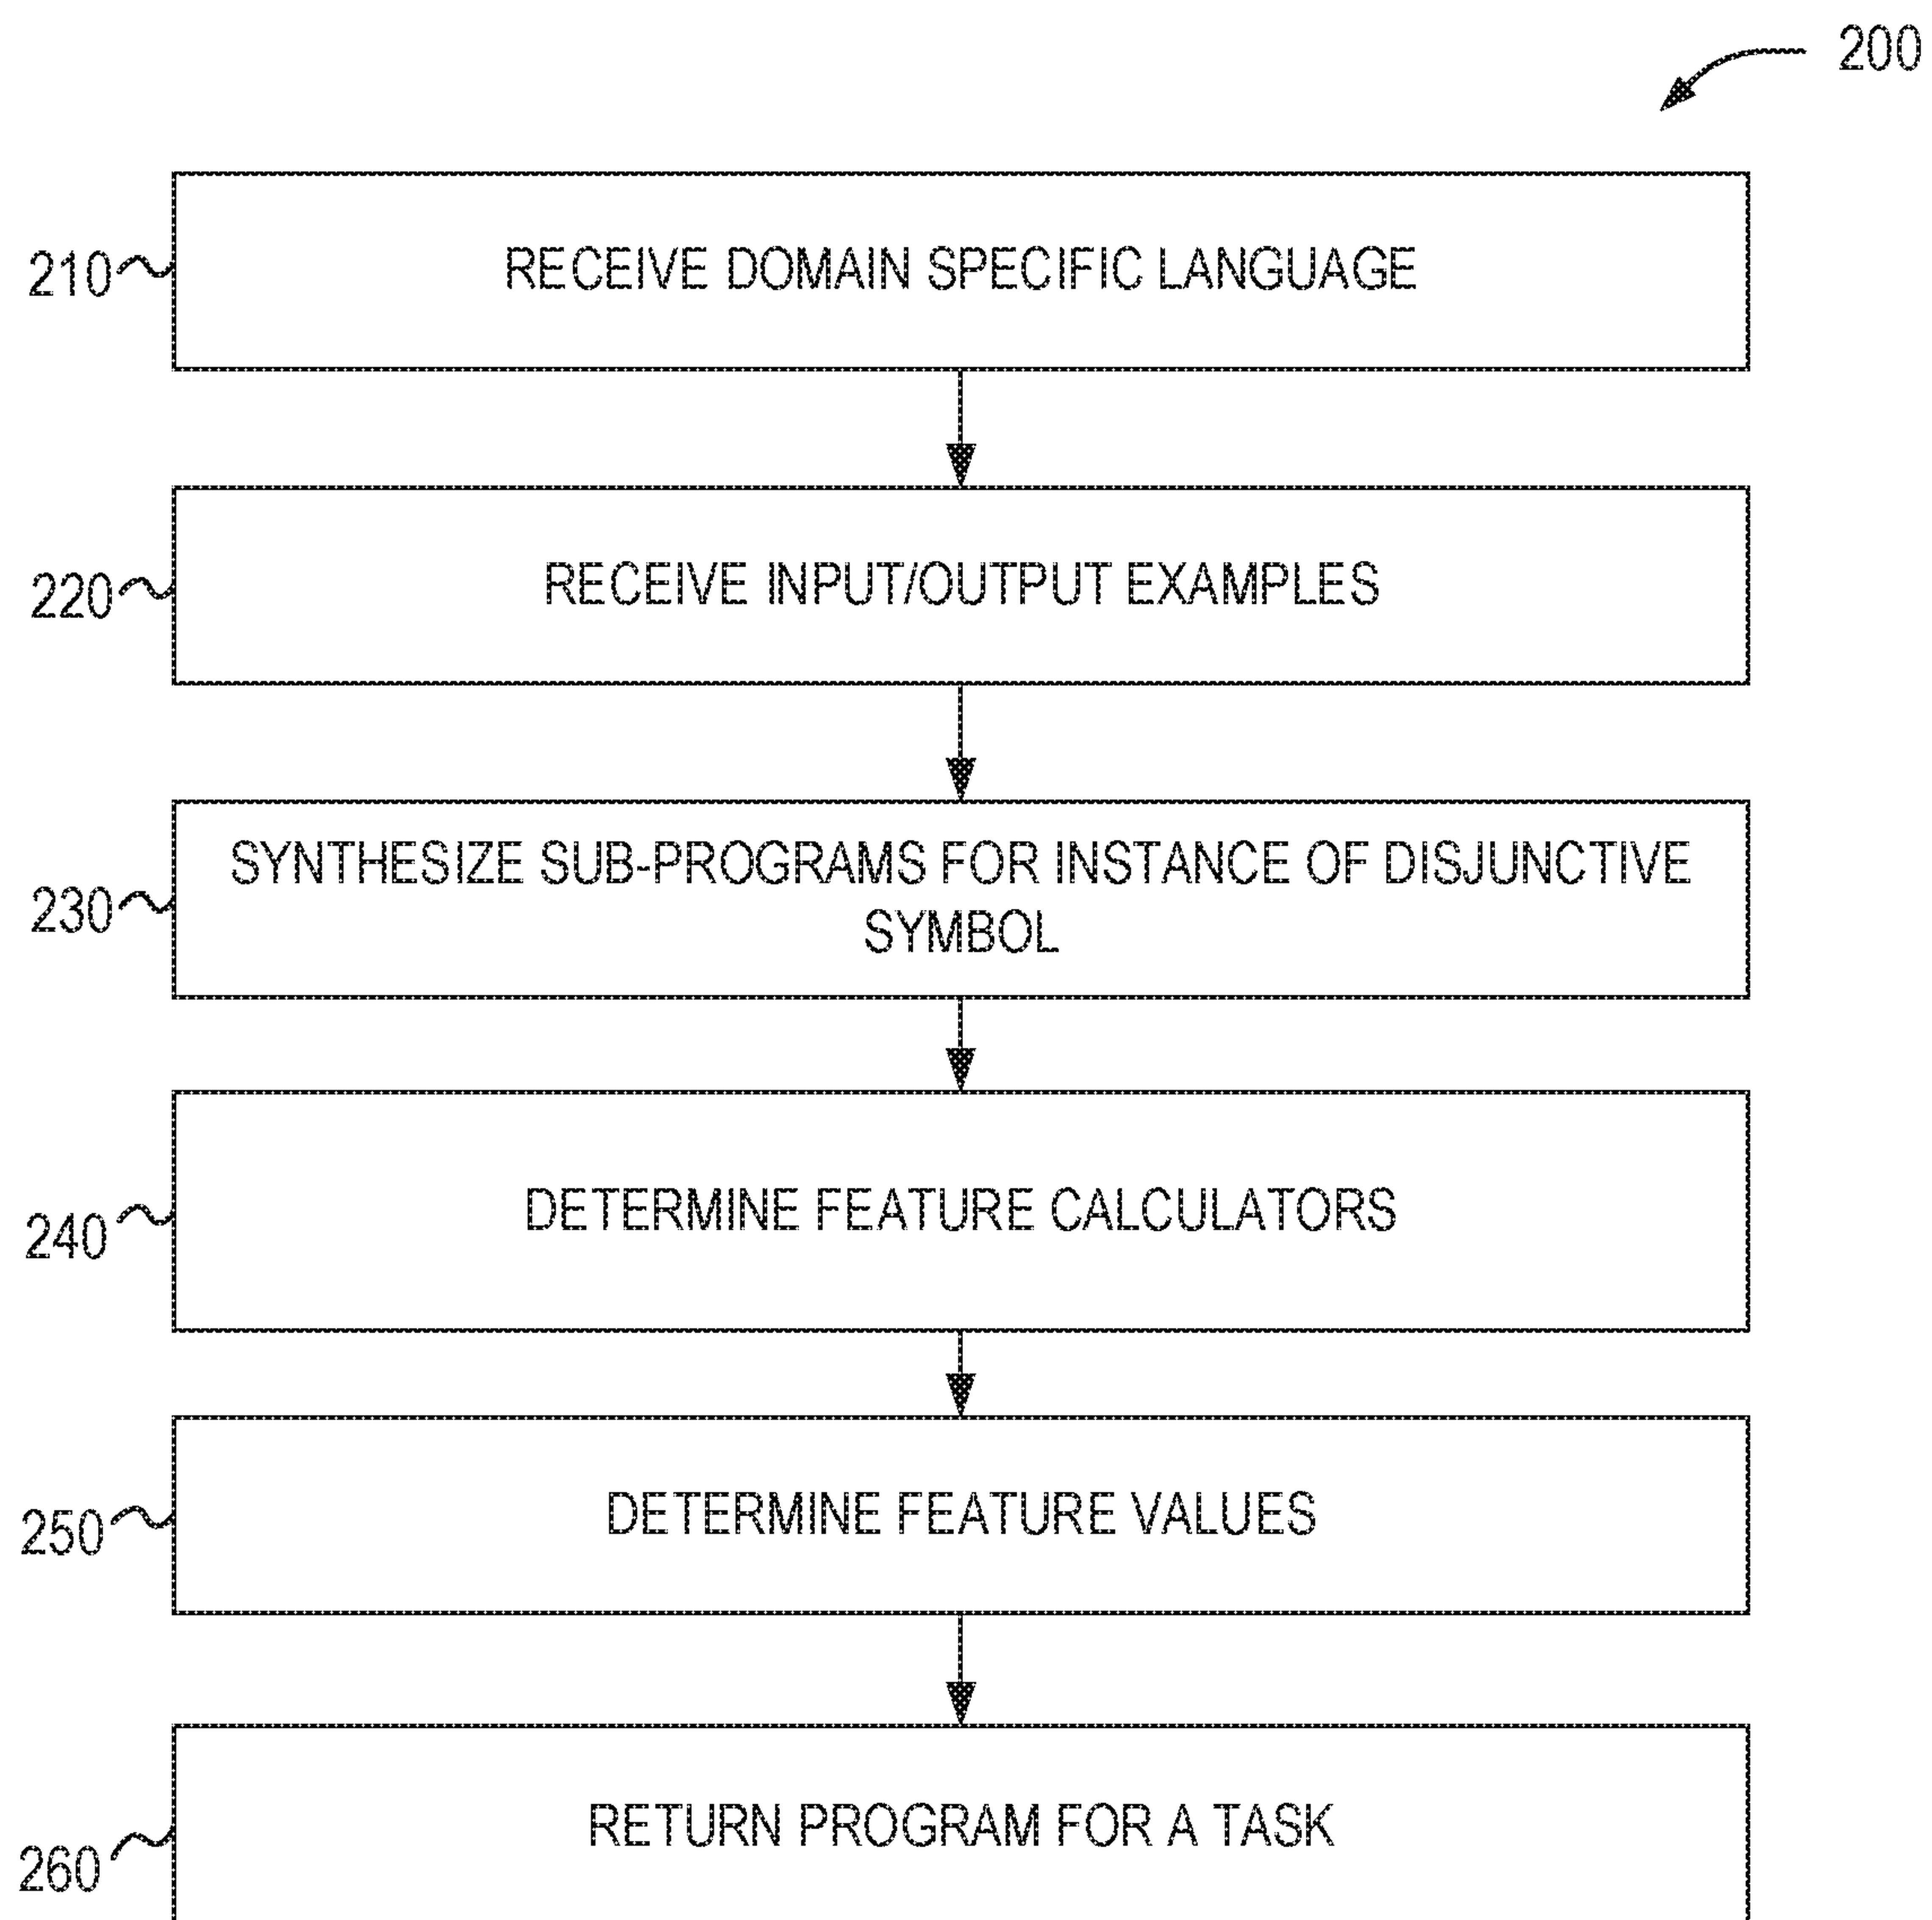 200
210
RECEIVE DOMAIN SPECIFIC LANGUAGE
220
RECEIVE INPUT/OUTPUT EXAMPLES
230
SYNTHESIZE SUB-PROGRAMS FOR INSTANCE OF DISJUNCTIVE
SYMBOL
240
DETERMINE FEATURE CALCULATORS
250
DETERMINE FEATURE VALUES
260
RETURN PROGRAM FOR A TASK